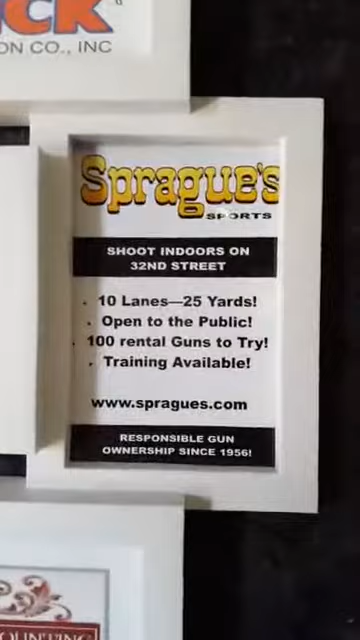 CK
ON CO., INC
Sprague's
SPORTS
SHOOT INDOORS ON
32ND STREET
. 10 Lanes—25 Yards!
. Open to the Public!
. 100 rental Guns to Try!
. Training Available!
www.spragues.com
RESPONSIBLE GUN
OWNERSHIP SINCE 1956!